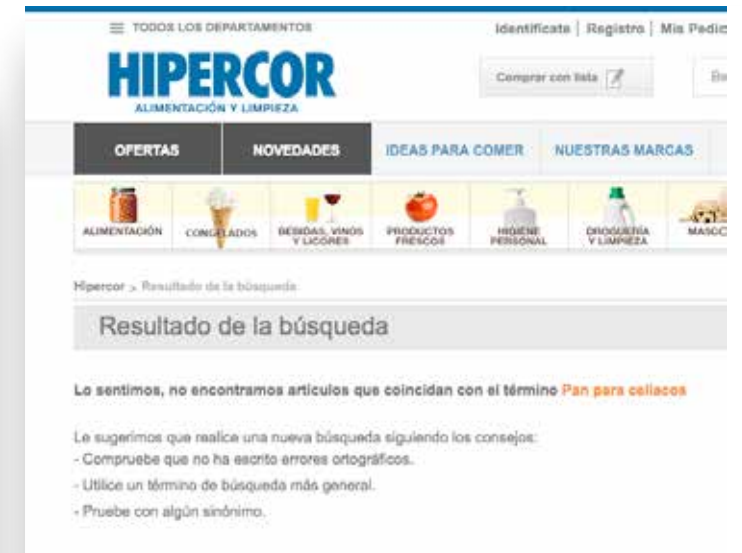 TODOS LOS DEPARTAMENTOS
Identifícate | Registro | Mis Pedic
HIPERCOR
ALIMENTACIÓN Y LIMPIEZA
Comprar con lista
Bu
OFERTAS NOVEDADES IDEAS PARA COMER NUESTRAS MARCAS
ALIMENTACIÓN CONGELADOS BEBIDAS, VINOS Y LICORES PRODUCTOS FRESCOS HIGIENE PERSONAL DROGUERÍA Y LIMPIEZA MASC
Hipercor > Resultado de la búsqueda
Resultado de la búsqueda
Lo sentimos, no encontramos artículos que coincidan con el término Pan para celiacos
Le sugerimos que realice una nueva búsqueda siguiendo los consejos:
- Compruebe que no ha escrito errores ortográficos.
- Utilice un término de búsqueda más general.
- Pruebe con algún sinónimo.